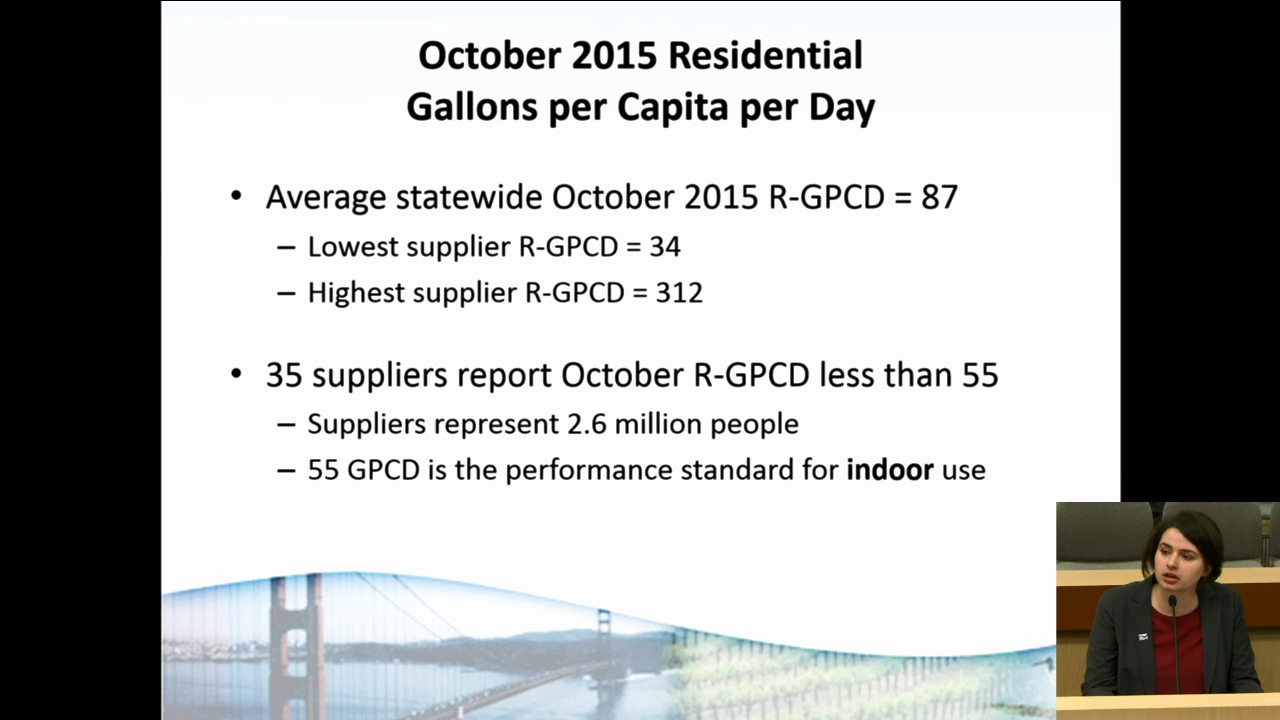 October 2015 Residential
Gallons per Capita per Day
• Average statewide October 2015 R-GPCD = 87
– Lowest supplier R-GPCD = 34
– Highest supplier R-GPCD = 312
• 35 suppliers report October R-GPCD less than 55
– Suppliers represent 2.6 million people
– 55 GPCD is the performance standard for indoor use